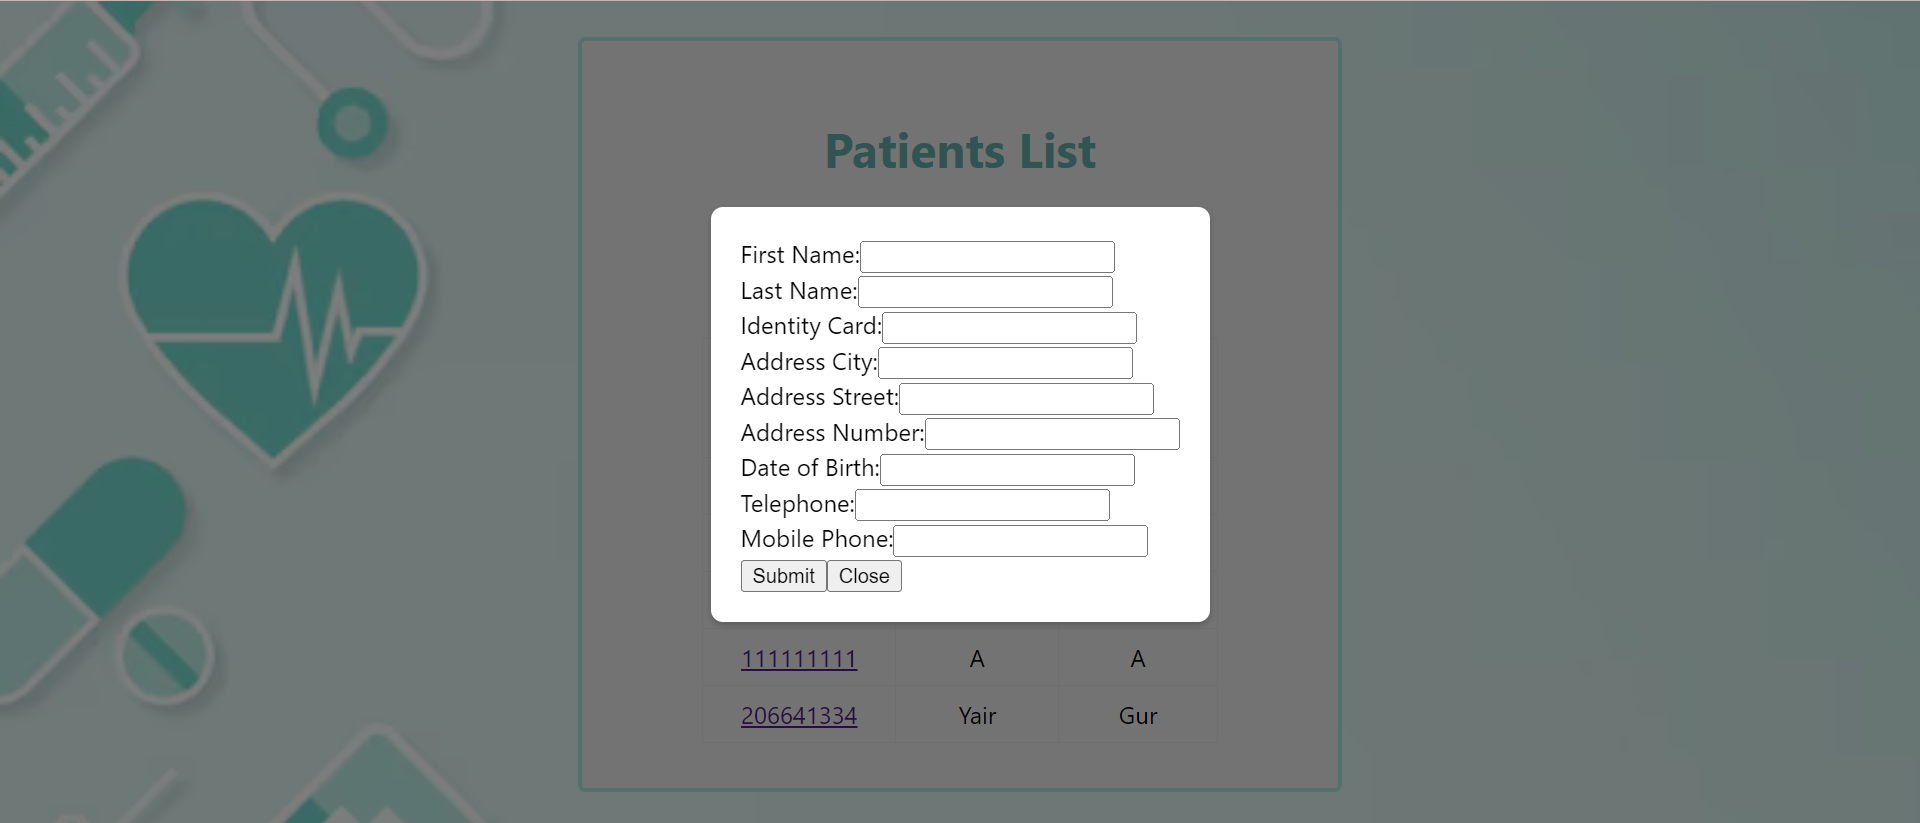 Patients List
First Name:
Last Name:
Identity Card:
Address City:
Address Street:
Address Number:
Date of Birth:
Telephone:
Mobile Phone:
Submit Close
111111111 A A
206641334 Yair Gur